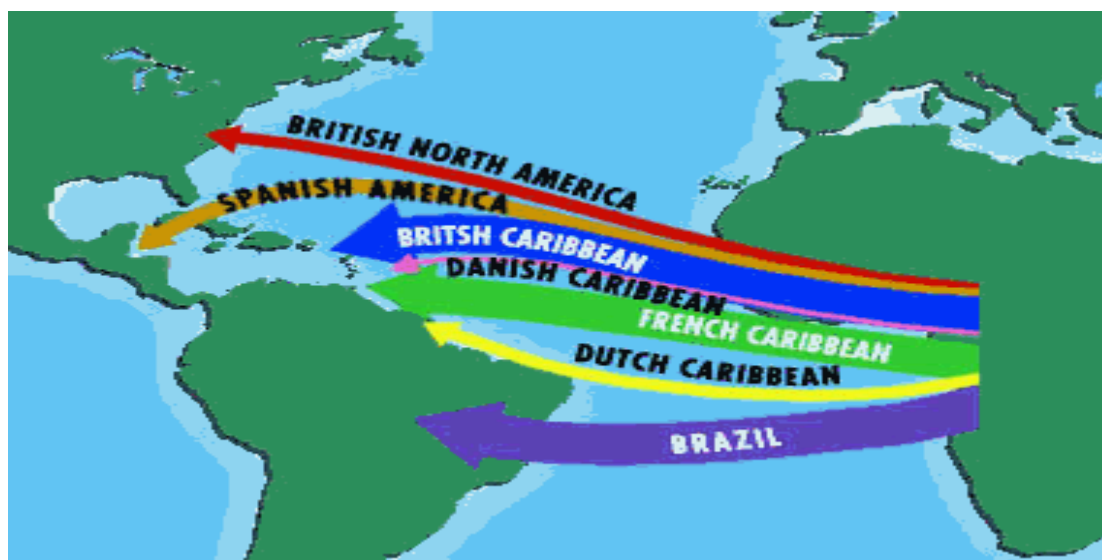 BRITISH NORTH AMERICA
SPANISH AMERICA
BRITSH CARIBBEAN
DANISH CARIBBEAN
FRENCH CARIBBEAN
DUTCH CARIBBEAN
BRAZIL